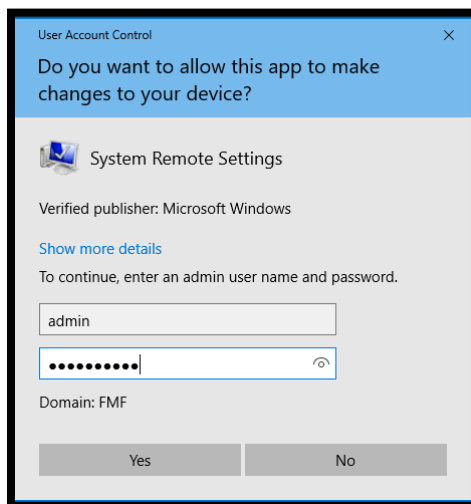 User Account Control
Do you want to allow this app to make
changes to your device?
System Remote Settings
Verified publisher: Microsoft Windows
Show more details
To continue, enter an admin user name and password.
admin
••••••••••
Domain: FMF
Yes
No